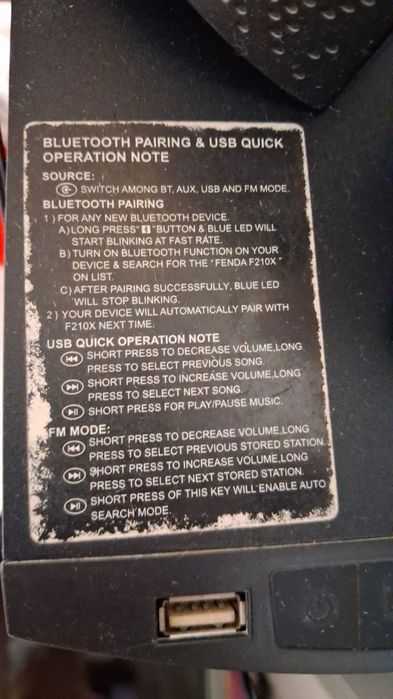 BLUETOOTH PAIRING & USB QUICK
OPERATION NOTE
SOURCE:
SWITCH AMONG BT, AUX, USB AND FM MODE.
BLUETOOTH PAIRING
1 ) FOR ANY NEW BLUETOOTH DEVICE.
A) LONG PRESS" "BUTTON & BLUE LED WILL
START BLINKING AT FAST RATE.
B) TURN ON BLUETOOTH FUNCTION ON YOUR
DEVICE & SEARCH FOR THE "FENDA F210X"
ON LIST.
C) AFTER PAIRING SUCCESSFULLY, BLUE LED
WILL STOP BLINKING.
2 ) YOUR DEVICE WILL AUTOMATICALLY PAIR WITH
F210X NEXT TIME.
USB QUICK OPERATION NOTE
SHORT PRESS TO DECREASE VOLUME,LONG
PRESS TO SELECT PREVIOUS SONG.
SHORT PRESS TO INCREASE VOLUME,LONG
PRESS TO SELECT NEXT SONG.
SHORT PRESS FOR PLAY/PAUSE MUSIC.
FM MODE:
SHORT PRESS TO DECREASE VOLUME,LONG
PRESS TO SELECT PREVIOUS STORED STATION.
SHORT PRESS TO INCREASE VOLUME,LONG
PRESS TO SELECT NEXT STORED STATION.
SHORT PRESS OF THIS KEY WILL ENABLE AUTO
SEARCH MODE.